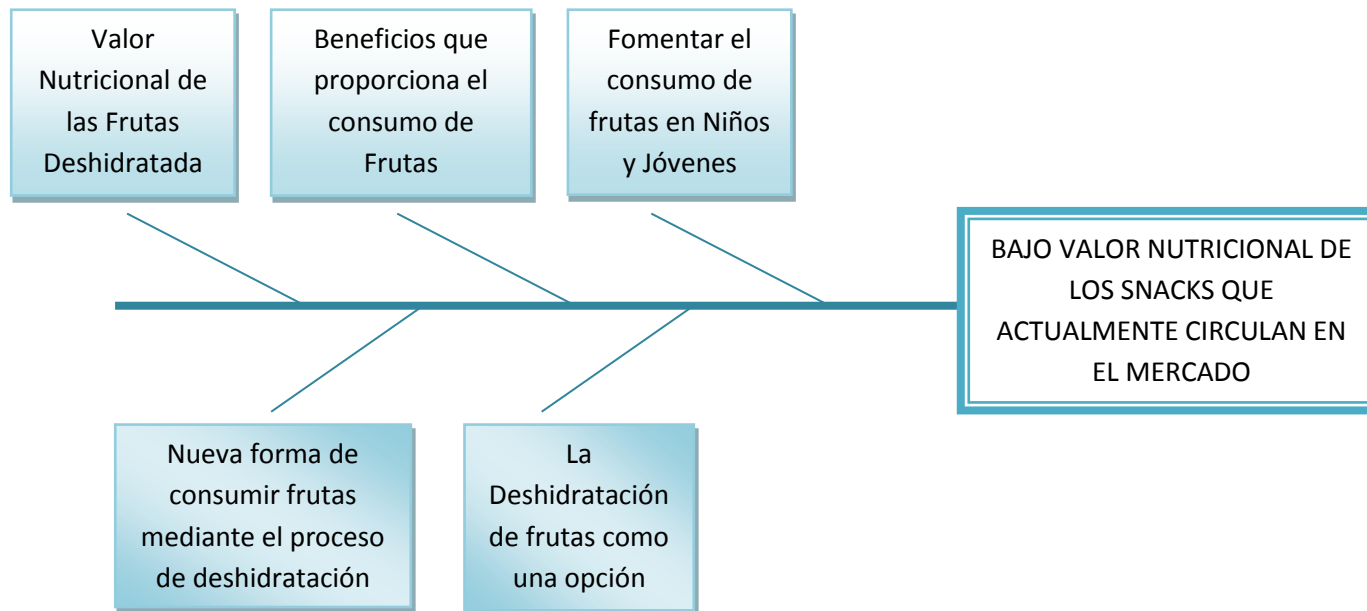 Valor
Nutricional de
las Frutas
Deshidratada
Beneficios que
proporciona el
consumo de
Frutas
Fomentar el
consumo de
frutas en Niños
y Jóvenes
BAJO VALOR NUTRICIONAL DE
LOS SNACKS QUE
ACTUALMENTE CIRCULAN EN
EL MERCADO
Nueva forma de
consumir frutas
mediante el proceso
de deshidratación
La
Deshidratación
de frutas como
una opción